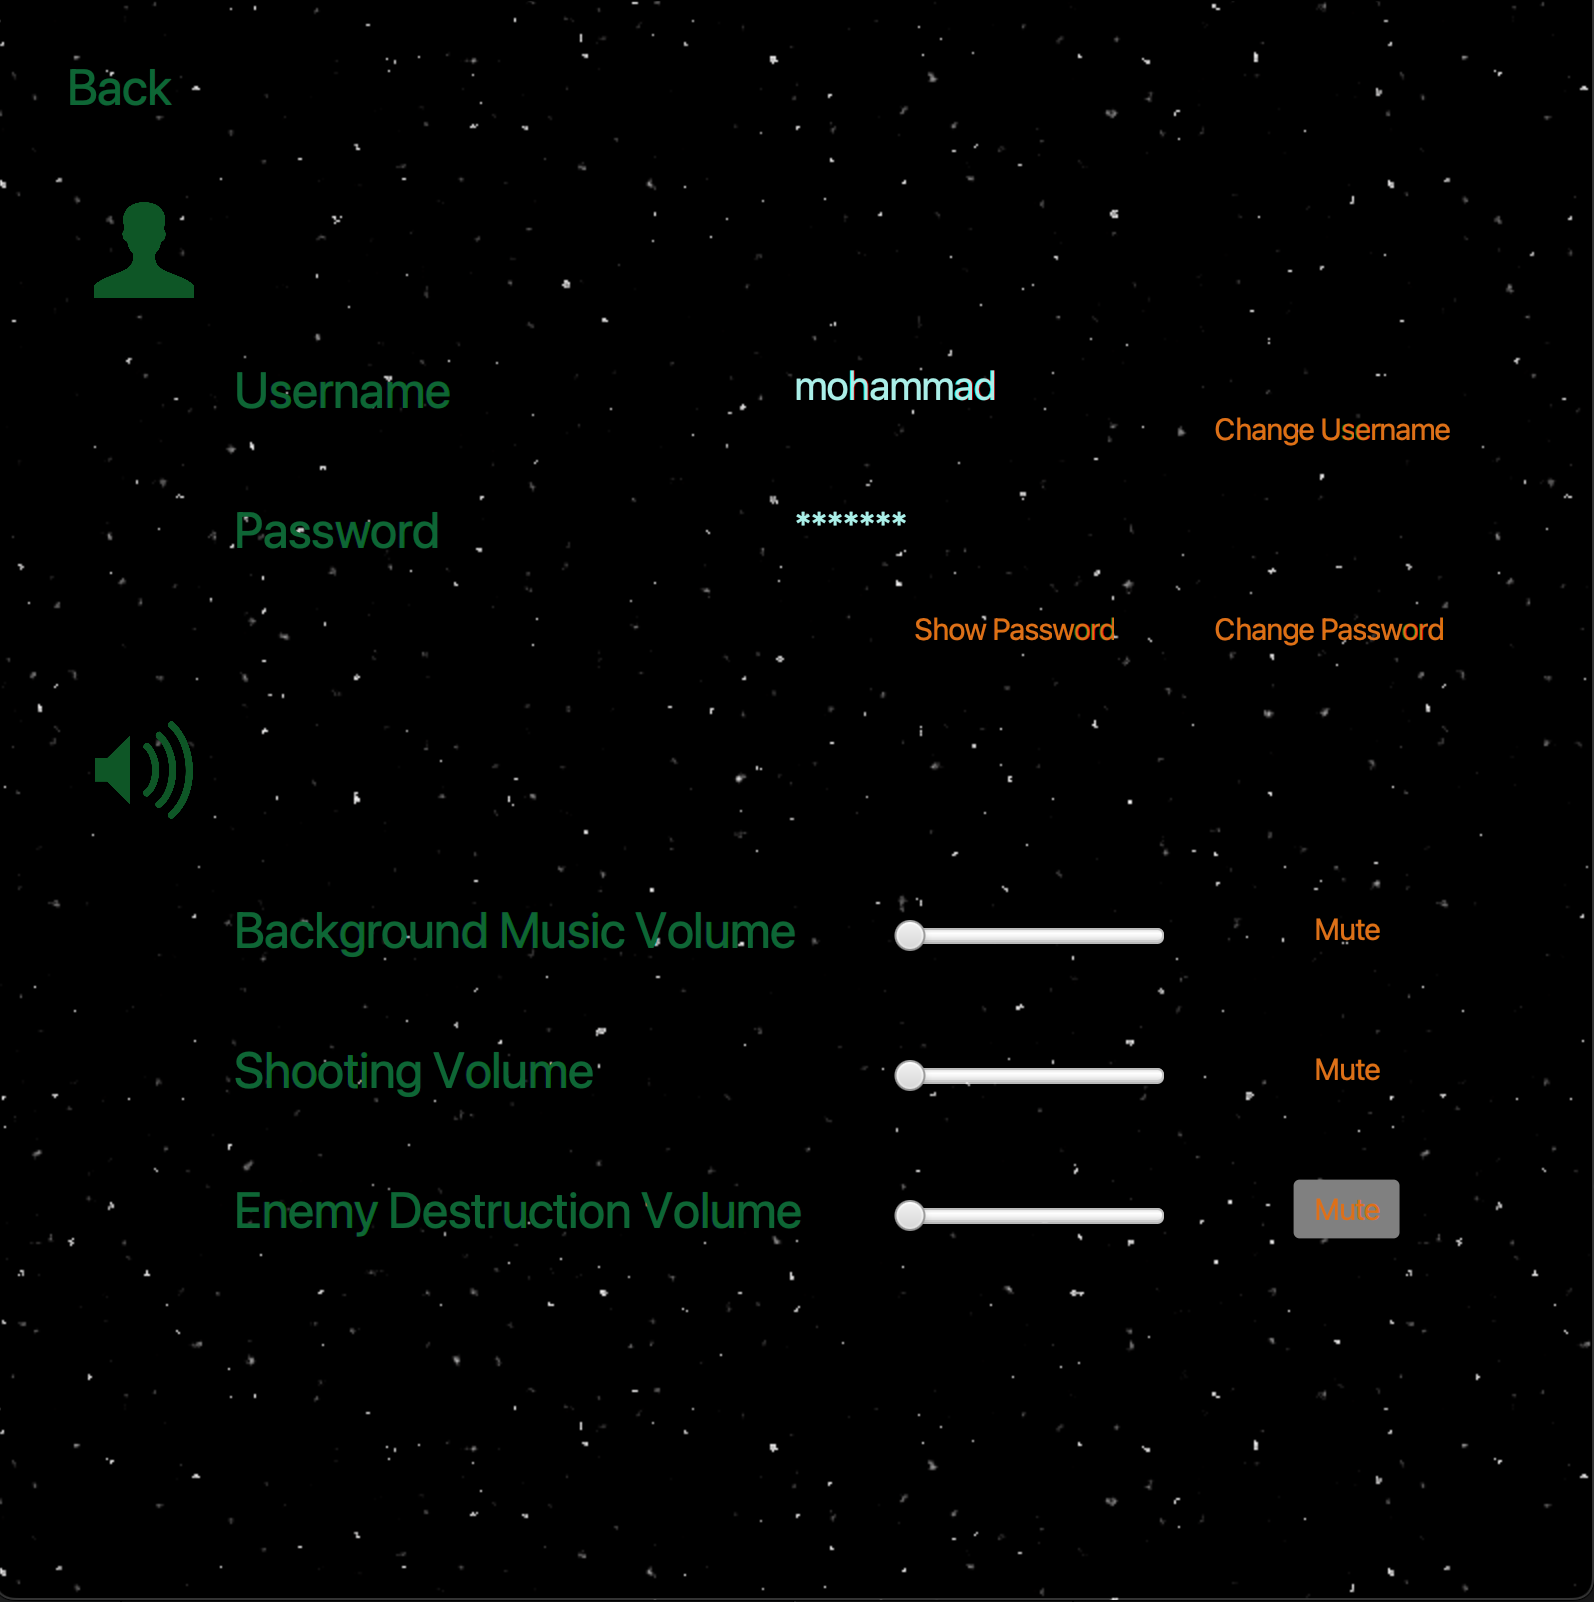 Back
Username mohammad
Change Username
Password *******
Show Password Change Password
Background Music Volume Mute
Shooting Volume Mute
Enemy Destruction Volume Mute